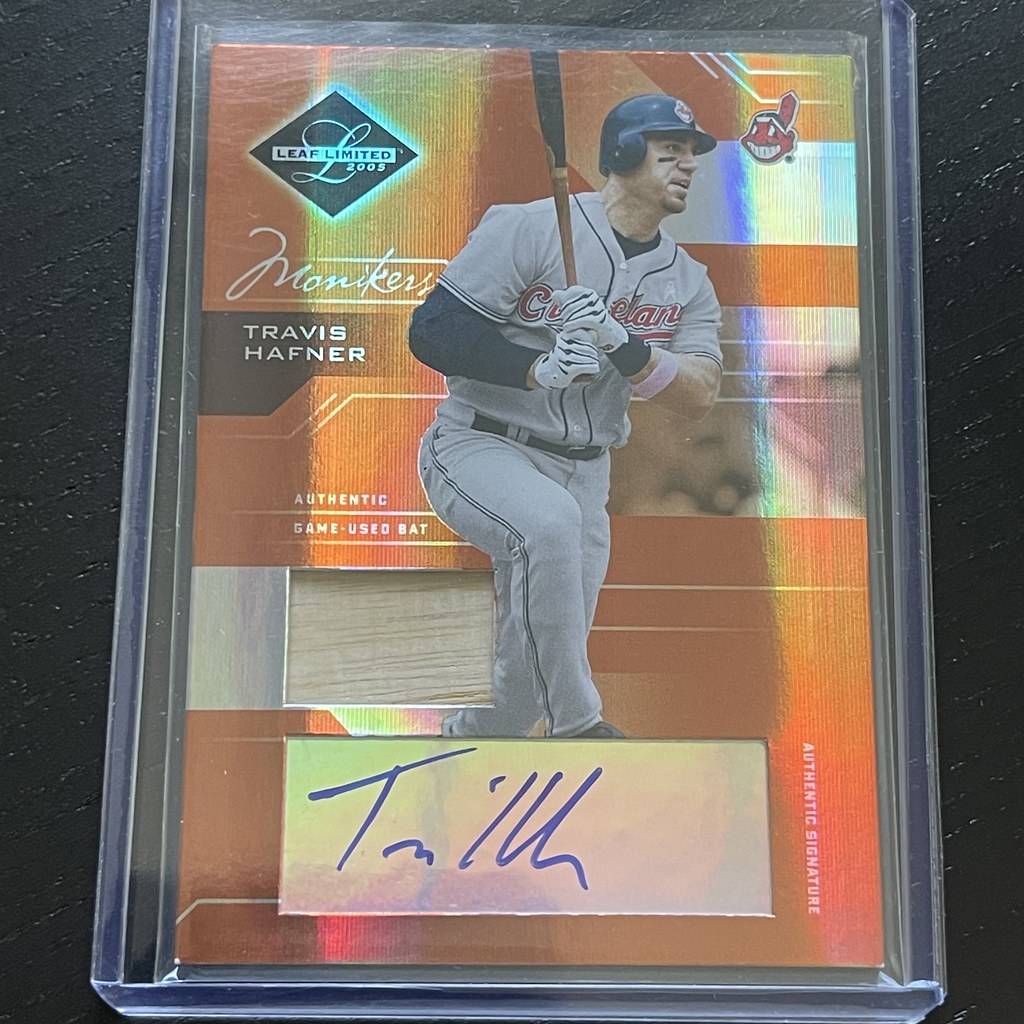 L
LEAF LIMITED
2005
Monikers
TRAVIS
HAFNER
AUTHENTIC
GAME-USED BAT
AUTHENTIC SIGNATURE